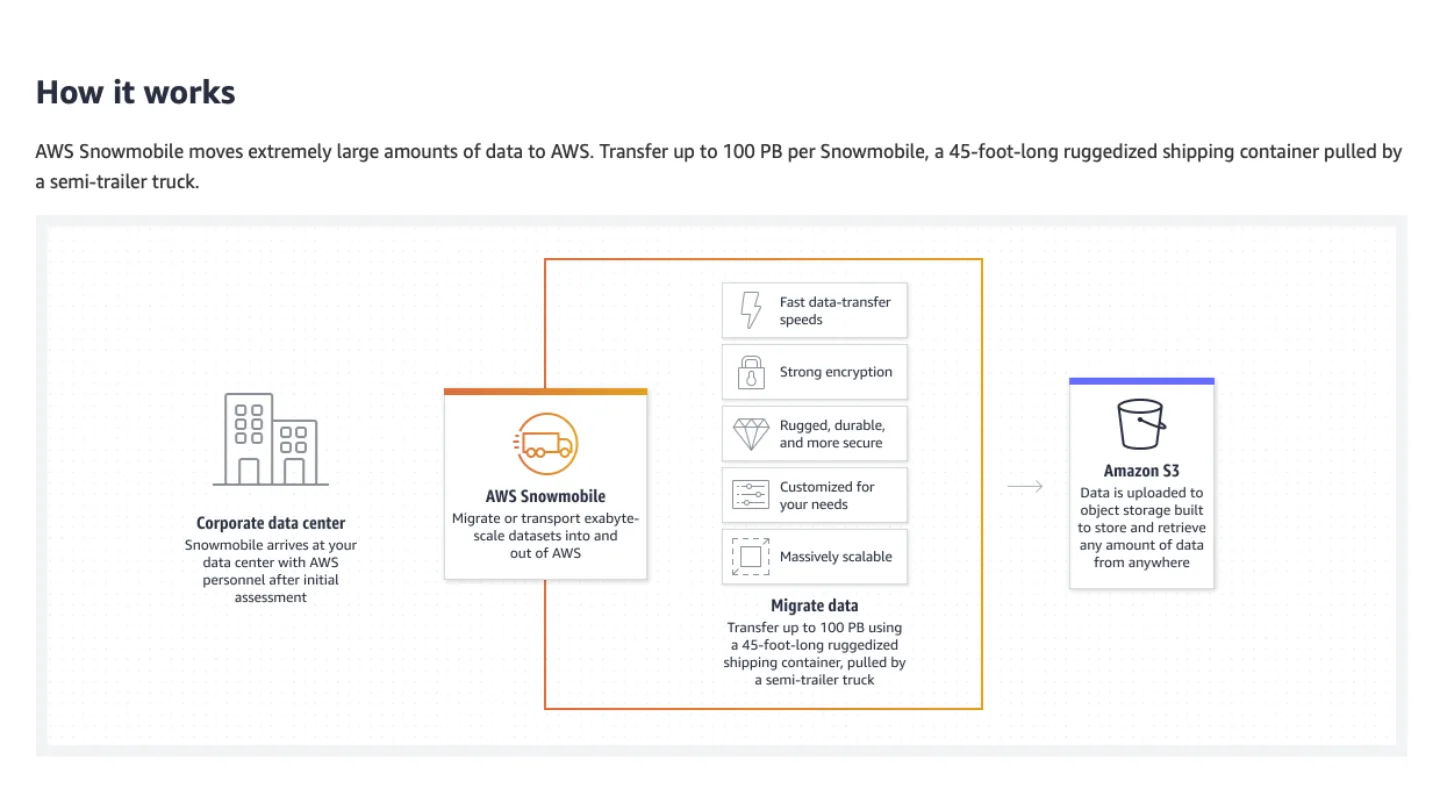 How it works
AWS Snowmobile moves extremely large amounts of data to AWS. Transfer up to 100 PB per Snowmobile, a 45-foot-long ruggedized shipping container pulled by
a semi-trailer truck.
Corporate data center
Snowmobile arrives at your
data center with AWS
personnel after initial
assessment
AWS Snowmobile
Migrate or transport exabyte-
scale datasets into and
out of AWS
Fast data-transfer
speeds
Strong encryption
Rugged, durable,
and more secure
Customized for
your needs
Massively scalable
Migrate data
Transfer up to 100 PB using
a 45-foot-long ruggedized
shipping container, pulled by
a semi-trailer truck
Amazon S3
Data is uploaded to
object storage built
to store and retrieve
any amount of data
from anywhere